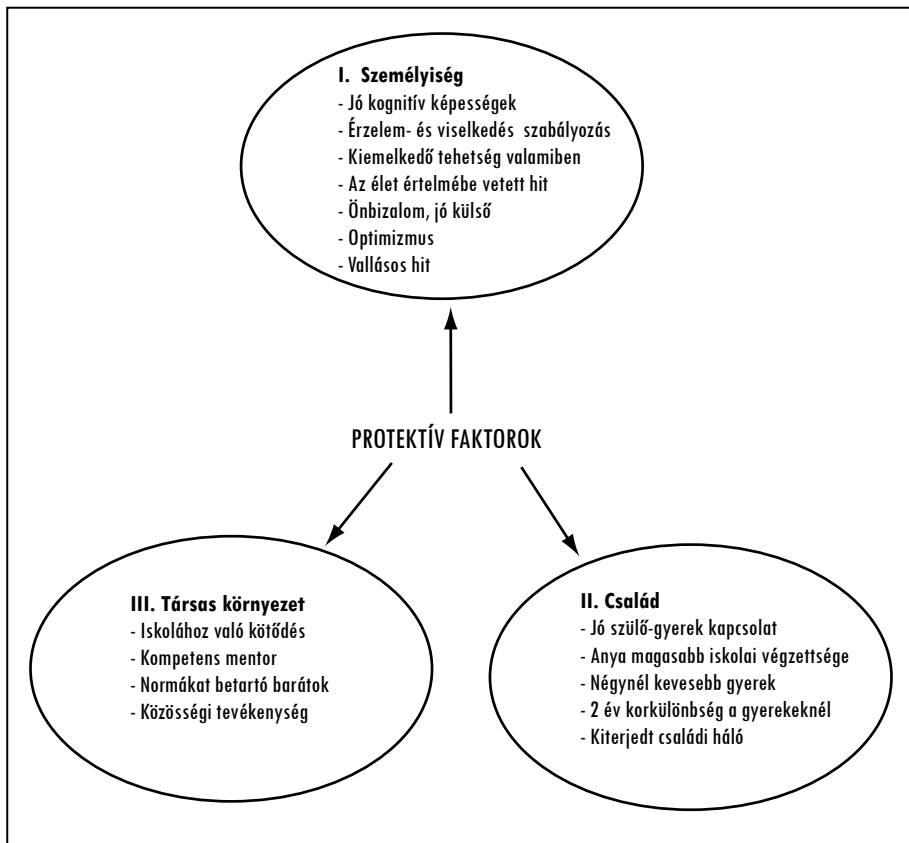 I. Személyiség
- Jó kognitív képességek
- Érzelem- és viselkedés szabályozás
- Kiemelkedő tehetség valamiben
- Az élet értelmébe vetett hit
- Önbizalom, jó külső
- Optimizmus
- Vallásos hit
PROTEKTÍV FAKTOROK
III. Társas környezet
- Iskolához való kötődés
- Kompetens mentor
- Normákat betartó barátok
- Közösségi tevékenység
II. Család
- Jó szülő-gyerek kapcsolat
- Anya magasabb iskolai végzettsége
- Négynél kevesebb gyerek
- 2 év korkülönbség a gyerekeknél
- Kiterjedt családi háló